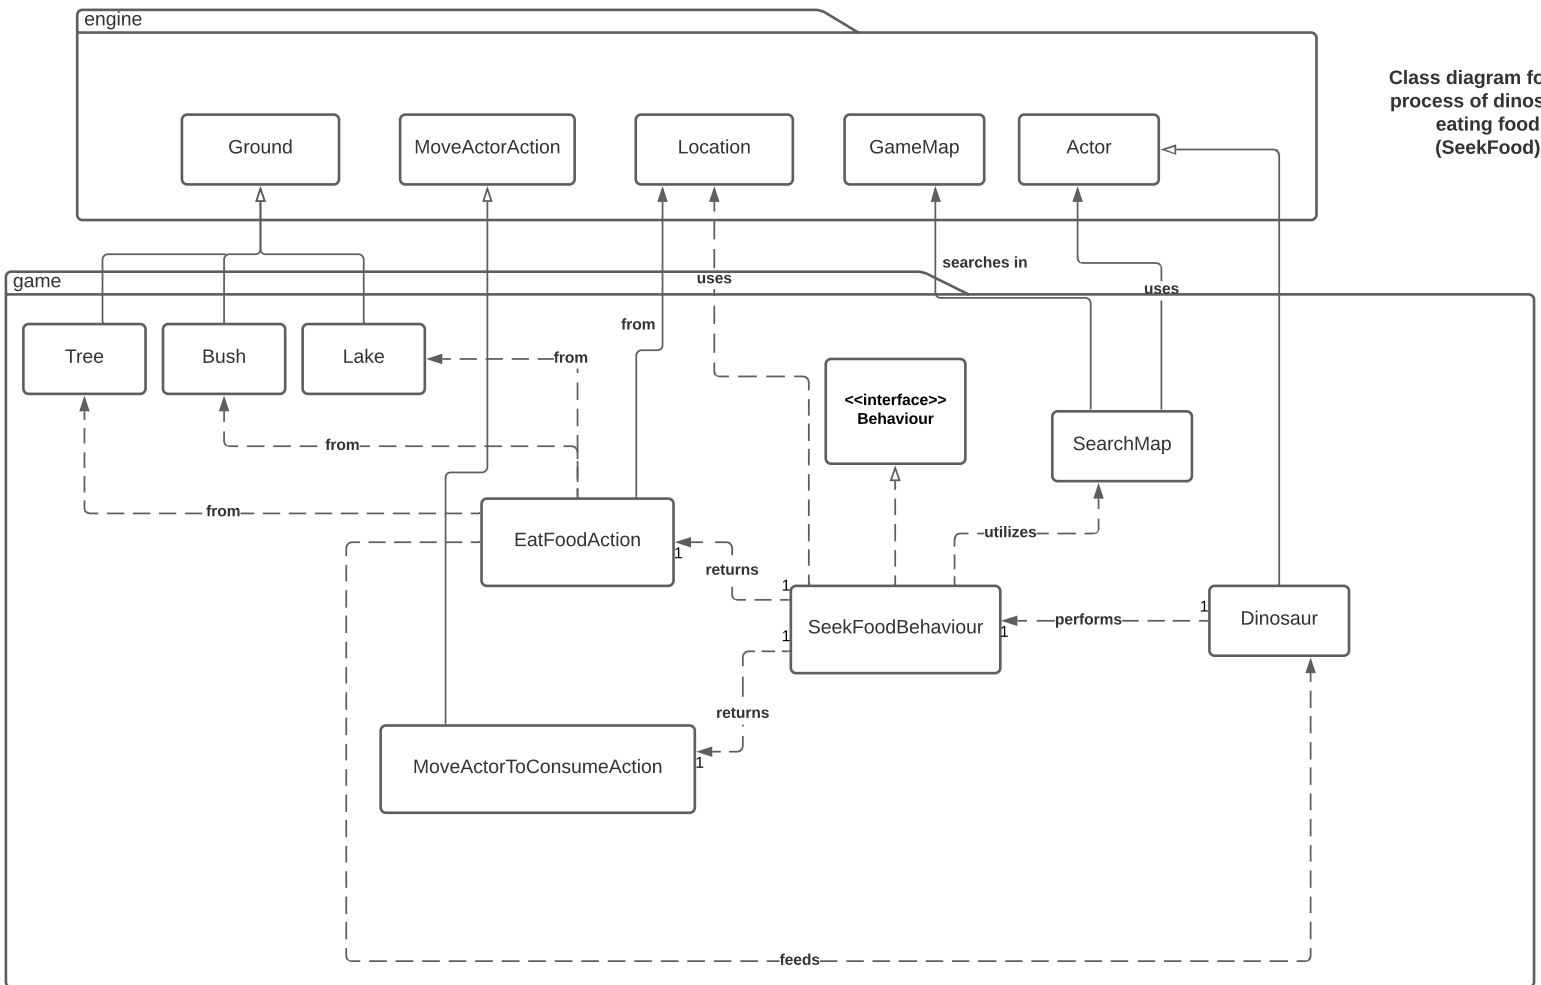 engine
Class diagram fo
process of dinos
eating food
(SeekFood)
Ground
MoveActorAction
Location
GameMap
Actor
searches in
game
uses
uses
from
Tree
Bush
Lake
from
<<interface>>
Behaviour
from
SearchMap
from
EatFoodAction
1
utilizes
returns
1
SeekFoodBehaviour
1
1
performs
1
Dinosaur
returns
MoveActorToConsumeAction
1
feeds